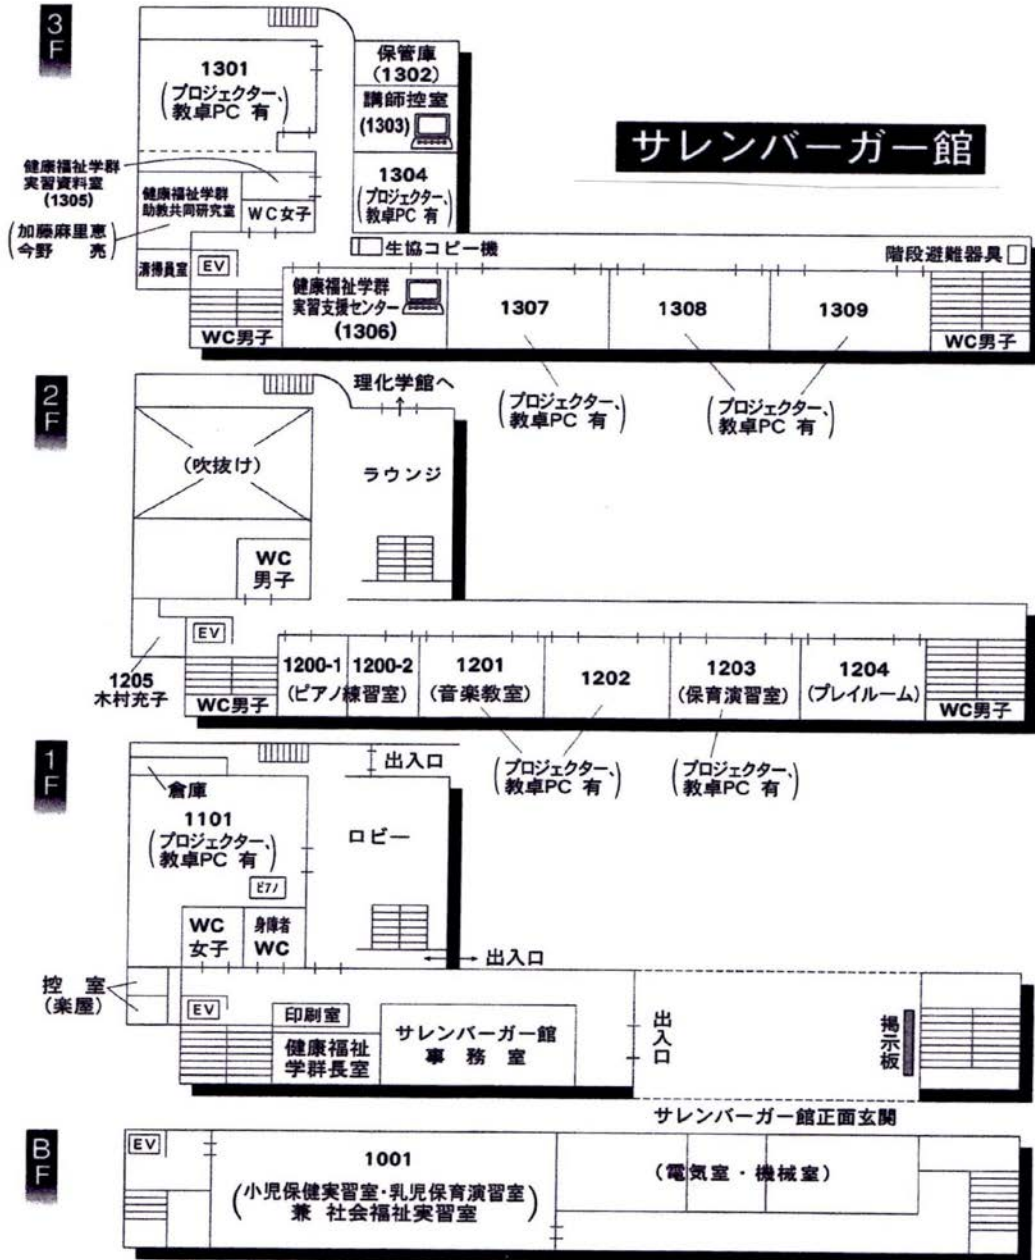 サレンバーガー館
3F
1301
(プロジェクター、
教卓PC 有)
保管庫
(1302)
講師控室
(1303)
1304
(プロジェクター、
教卓PC 有)
健康福祉学群
実習資料室
(1305)
健康福祉学群
助教共同研究室
(加藤麻里恵
今野 亮)
WC女子
生協コピー機
階段避難器具
清掃員室
EV
WC男子
健康福祉学群
実習支援センター
(1306)
1307
1308
1309
WC男子
(プロジェクター、
教卓PC 有)
(プロジェクター、
教卓PC 有)
2F
理化学館へ
(吹抜け)
ラウンジ
WC
男子
EV
1205
木村充子
WC男子
1200-1
1200-2
(ピアノ練習室)
1201
(音楽教室)
1202
1203
(保育演習室)
1204
(プレイルーム)
WC男子
(プロジェクター、
教卓PC 有)
(プロジェクター、
教卓PC 有)
1F
出入口
倉庫
1101
(プロジェクター、
教卓PC 有)
ピアノ
ロビー
WC
女子
身障者
WC
出入口
控 室
(楽屋)
EV
印刷室
健康福祉
学群長室
サレンバーガー館
事 務 室
出入口
掲示板
サレンバーガー館正面玄関
BF
EV
1001
(小児保健実習室・乳児保育演習室
兼 社会福祉実習室)
(電気室・機械室)